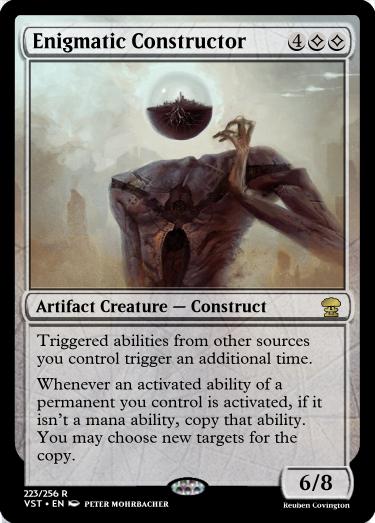 Enigmatic Constructor 4
Artifact Creature — Construct
Triggered abilities from other sources
you control trigger an additional time.
Whenever an activated ability of a
permanent you control is activated, if it
isn't a mana ability, copy that ability.
You may choose new targets for the
copy.
6/8
223/256 R
VST • EN PETER MOHRBACHER
Reuben Covington